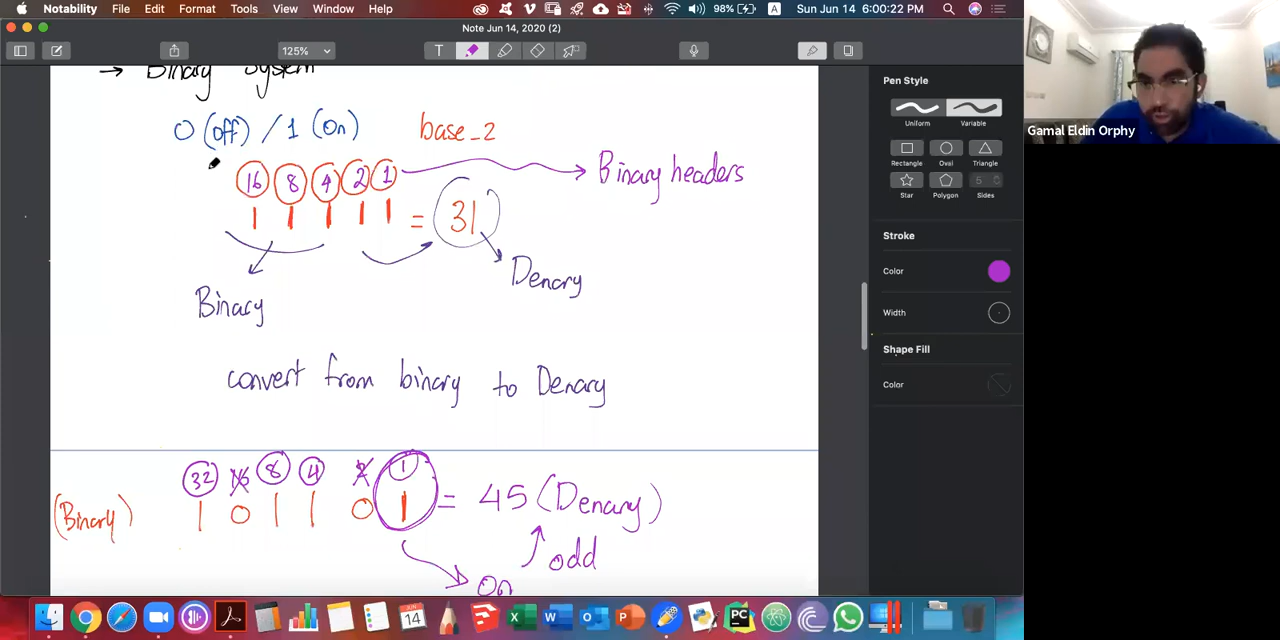 Notability File Edit Format Tools View Window Help 98% A Sun Jun 14 6:00:22 PM
Note Jun 14, 2020 (2)
125% T
→ Binary System
0 (Off) / 1 (On) base_2
16 8 4 2 1 → Binary headers
1 1 1 1 1 = 31
Denary
Binary
convert from binary to Denary
32 16 8 4 2 1
(Binary) 1 0 1 1 0 1 = 45 (Denary)
odd
On
Pen Style
Uniform Variable
Rectangle Oval Triangle
Star Polygon 5 Sides
Stroke
Color
Width
Shape Fill
Color
Gamal Eldin Orphy
JUN
14
PC